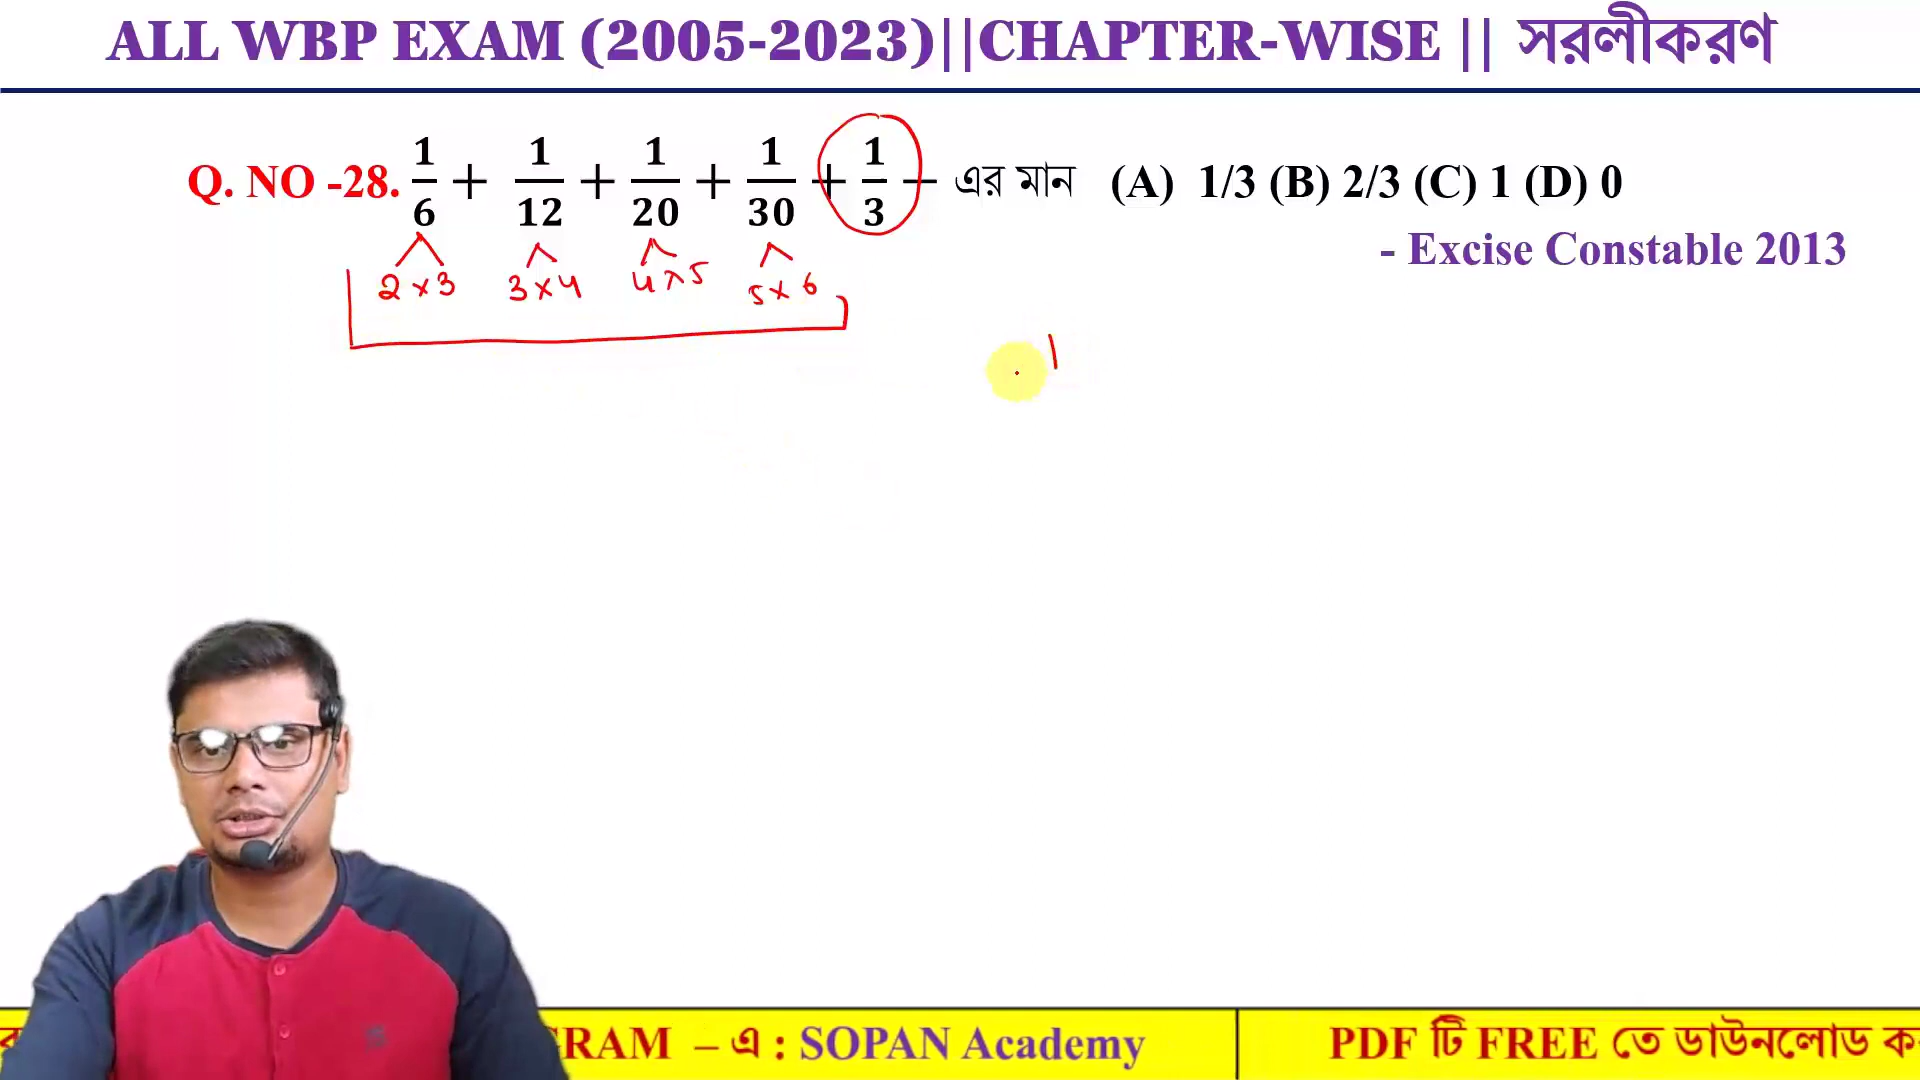 ALL WBP EXAM (2005-2023)||CHAPTER-WISE || সরলীকরণ
Q. NO -28. 1/6 + 1/12 + 1/20 + 1/30 + 1/3 – এর মান (A) 1/3 (B) 2/3 (C) 1 (D) 0
- Excise Constable 2013
2×3 3×4 4×5 5×6
1
GRAM – এ : SOPAN Academy PDF টি FREE তে ডাউনলোড